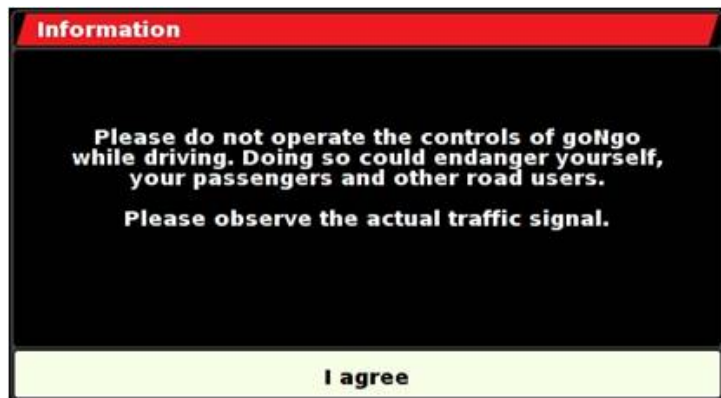 Information
Please do not operate the controls of goNgo
while driving. Doing so could endanger yourself,
your passengers and other road users.
Please observe the actual traffic signal.
I agree